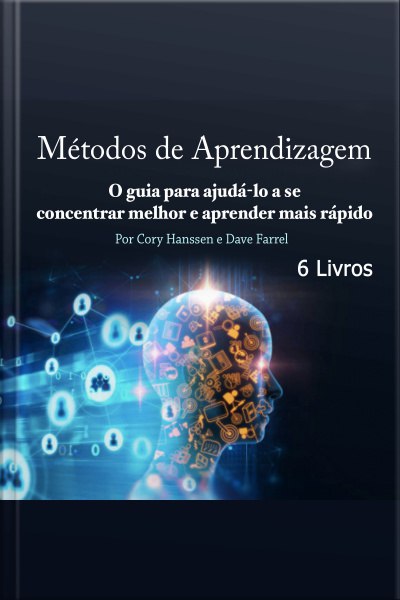 Métodos de Aprendizagem
O guia para ajudá-lo a se
concentrar melhor e aprender mais rápido
Por Cory Hanssen e Dave Farrel
6 Livros